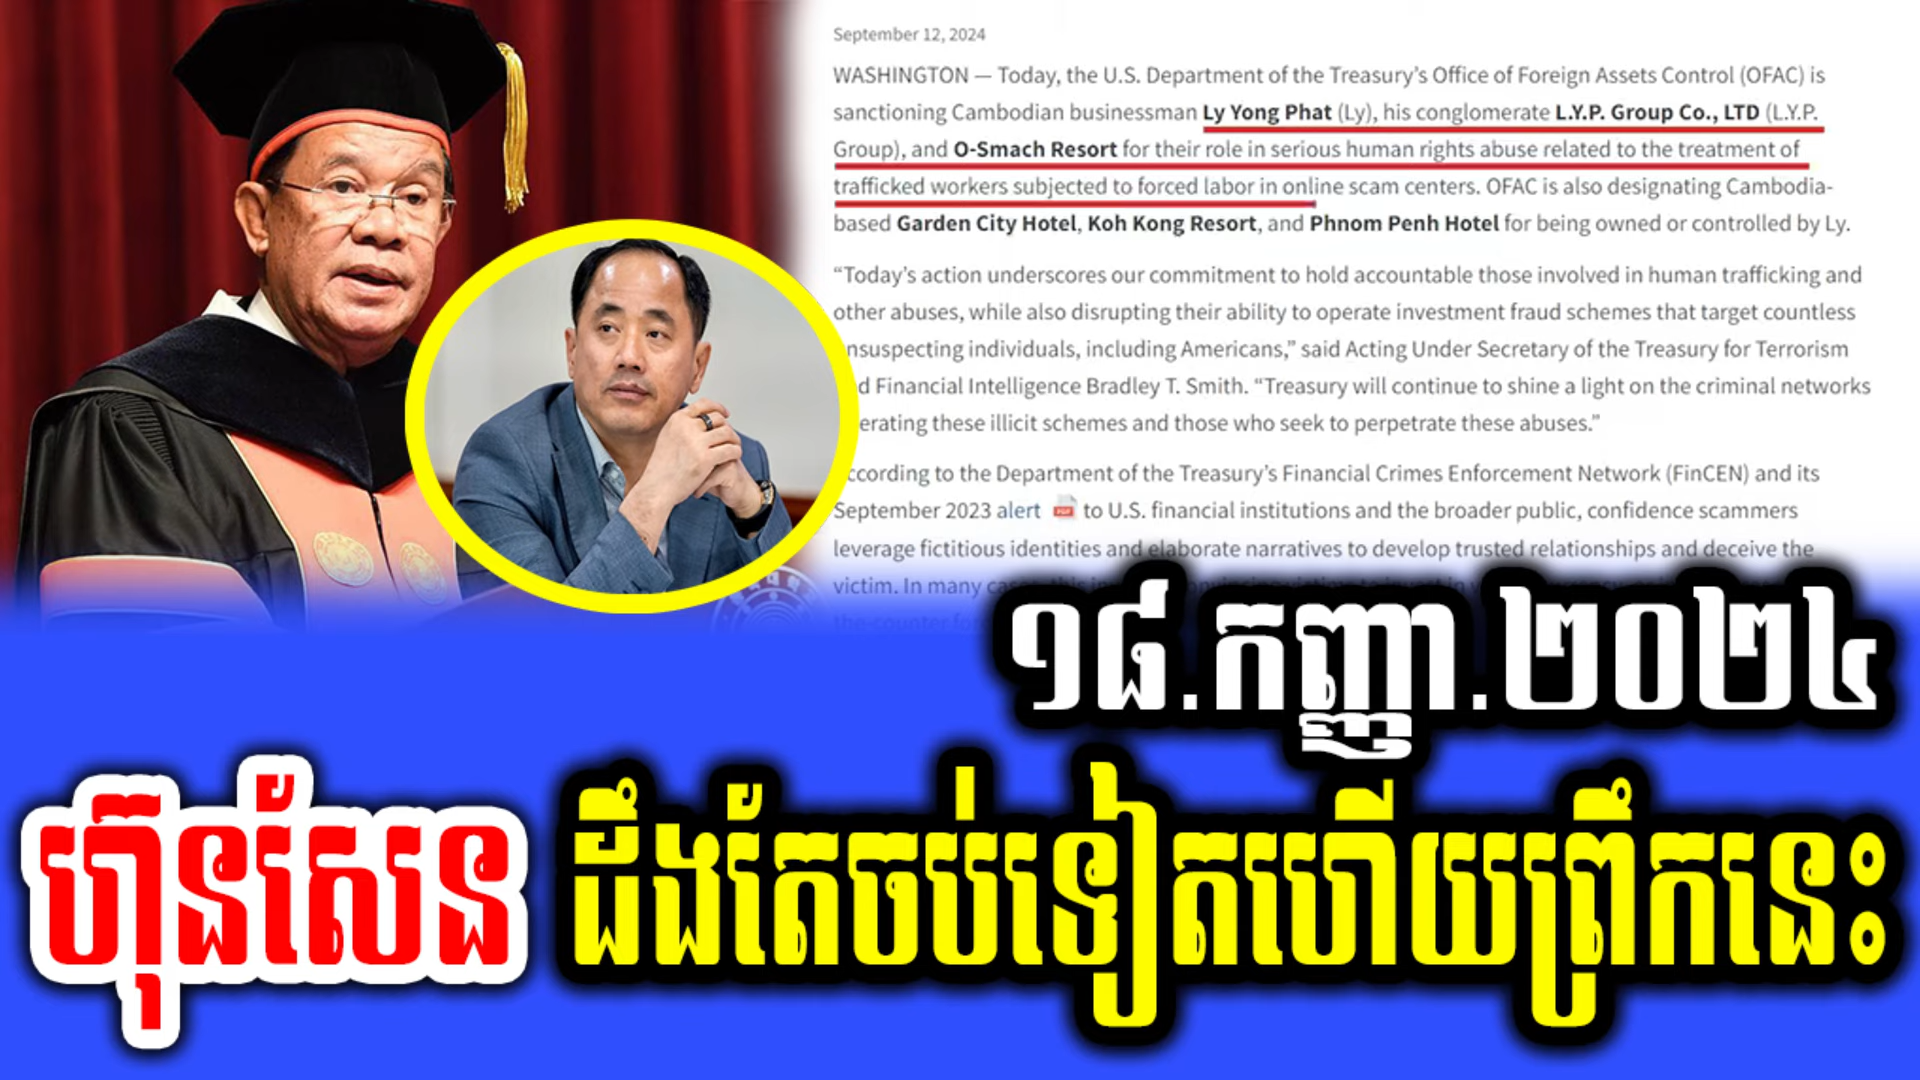 September 12, 2024
WASHINGTON — Today, the U.S. Department of the Treasury’s Office of Foreign Assets Control (OFAC) is
sanctioning Cambodian businessman Ly Yong Phat (Ly), his conglomerate L.Y.P. Group Co., LTD (L.Y.P.
Group), and O-Smach Resort for their role in serious human rights abuse related to the treatment of
trafficked workers subjected to forced labor in online scam centers. OFAC is also designating Cambodia-
based Garden City Hotel, Koh Kong Resort, and Phnom Penh Hotel for being owned or controlled by Ly.
“Today’s action underscores our commitment to hold accountable those involved in human trafficking and
other abuses, while also disrupting their ability to operate investment fraud schemes that target countless
nsuspecting individuals, including Americans,” said Acting Under Secretary of the Treasury for Terrorism
d Financial Intelligence Bradley T. Smith. “Treasury will continue to shine a light on the criminal networks
erating these illicit schemes and those who seek to perpetrate these abuses.”
ccording to the Department of the Treasury’s Financial Crimes Enforcement Network (FinCEN) and its
September 2023 alert to U.S. financial institutions and the broader public, confidence scammers
leverage fictitious identities and elaborate narratives to develop trusted relationships and deceive the
victim. In many
១៨.កញ្ញា.២០២៤
ហ៊ុនសែន ដឹងតែចប់ទៀតហើយព្រឹកនេះ